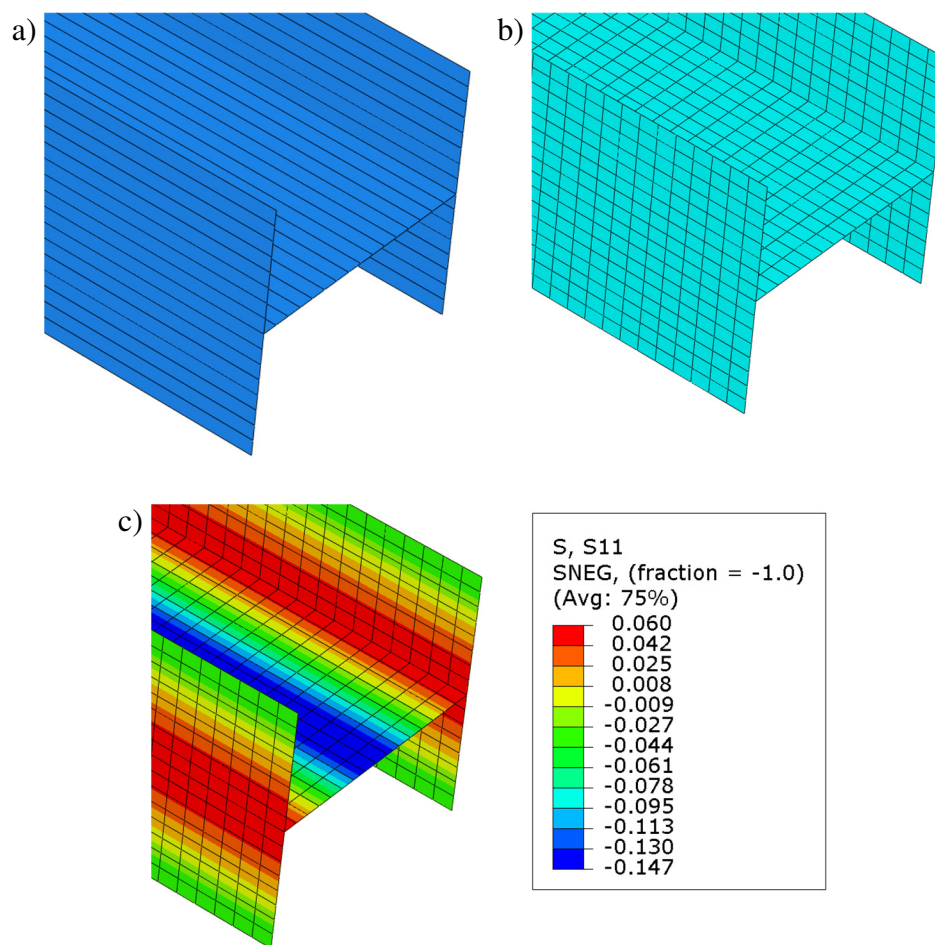 a)
b)
c)
S, S11
SNEG, (fraction = -1.0)
(Avg: 75%)
0.060
0.042
0.025
0.008
-0.009
-0.027
-0.044
-0.061
-0.078
-0.095
-0.113
-0.130
-0.147